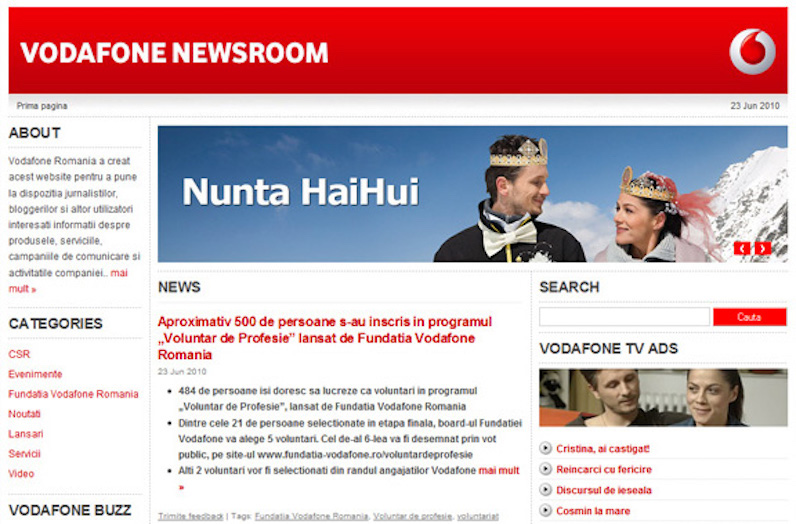 VODAFONE NEWSROOM
Prima pagina
23 Jun 2010
ABOUT
Vodafone Romania a creat
acest website pentru a pune
la dispozitia jurnalistilor,
bloggerilor si altor utilizatori
interesati informatii despre
produsele, serviciile,
campaniile de comunicare si
activitatile companiei.. mai
mult »
CATEGORIES
CSR
Evenimente
Fundatia Vodafone Romania
Noutati
Lansari
Servicii
Video
VODAFONE BUZZ
Nunta HaiHui
NEWS
Aproximativ 500 de persoane s-au inscris in programul
„Voluntar de Profesie” lansat de Fundatia Vodafone
Romania
23 Jun 2010
484 de persoane isi doresc sa lucreze ca voluntari in programul
„Voluntar de Profesie”, lansat de Fundatia Vodafone Romania
Dintre cele 21 de persoane selectionate in etapa finala, board-ul Fundatiei
Vodafone va alege 5 voluntari. Cel de-al 6-lea va fi desemnat prin vot
public, pe site-ul www.fundatia-vodafone.ro/voluntardeprofesie
Alti 2 voluntari vor fi selectionati din randul angajatilor Vodafone mai mult
»
Trimite feedback | Tags: Fundatia Vodafone Romania, Voluntar de profesie, voluntariat
SEARCH
Cauta
VODAFONE TV ADS
Cristina, ai castigat!
Reincarci cu fericire
Discursul de ieseala
Cosmin la mare